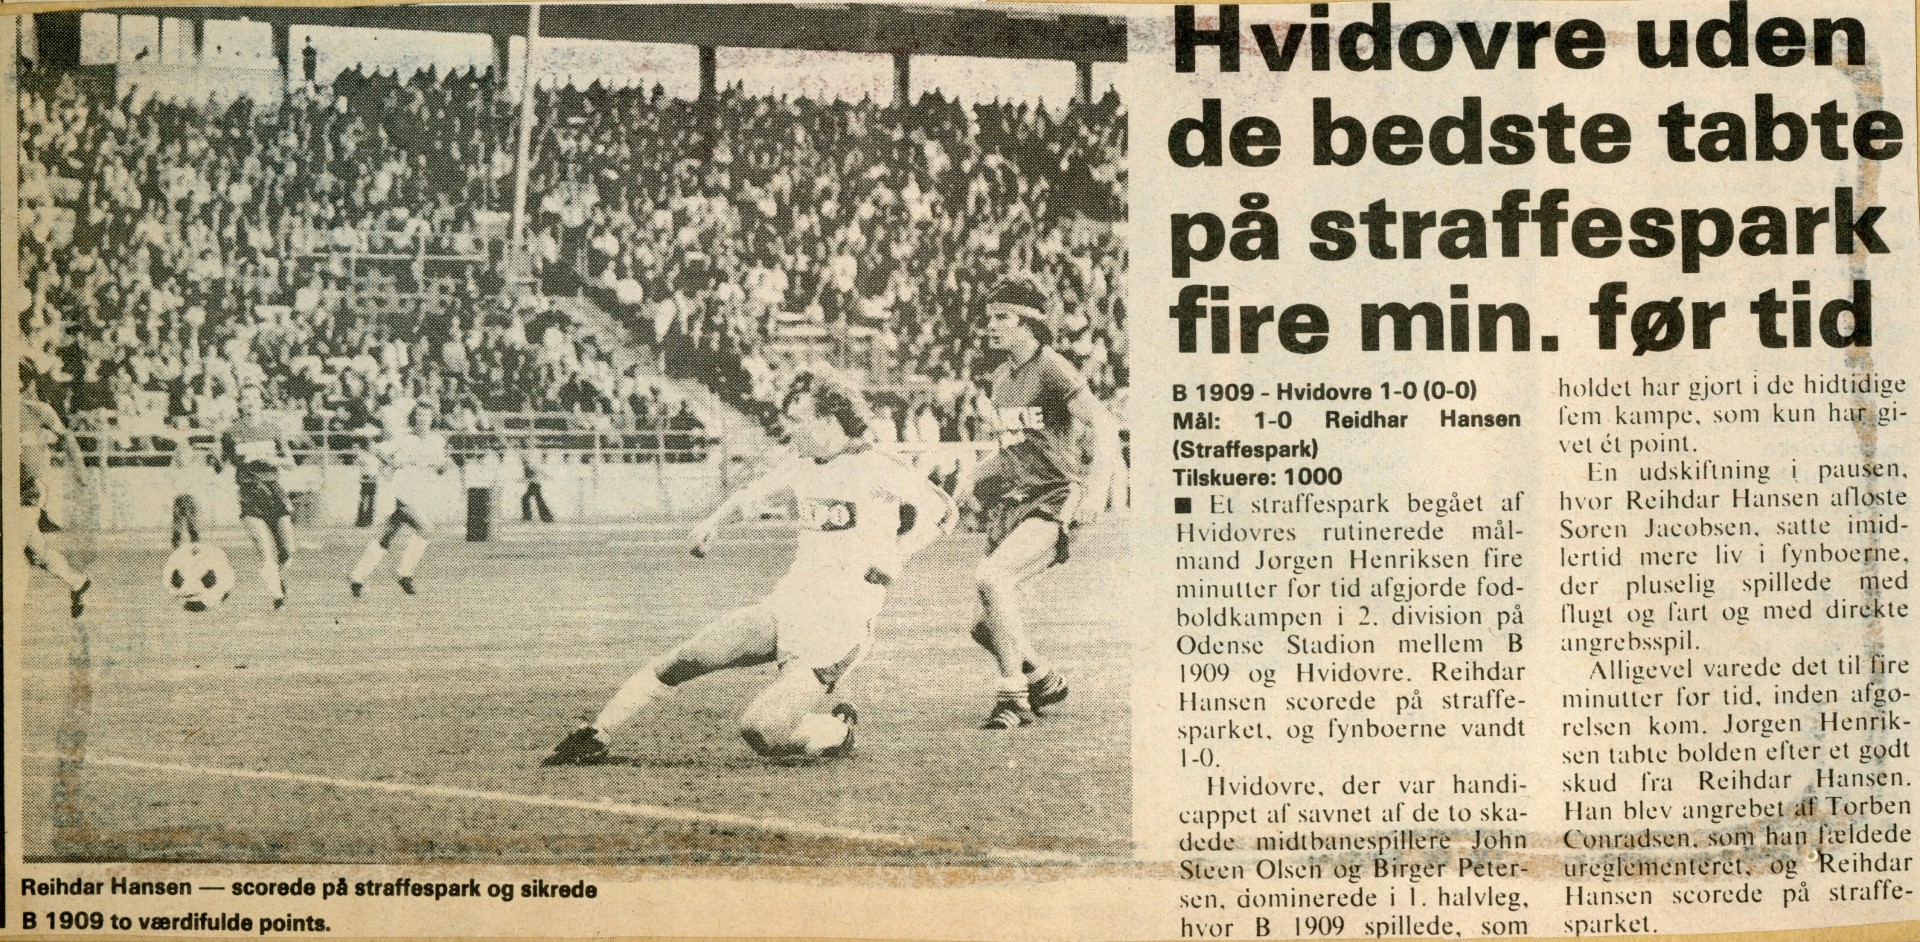 Hvidovre uden
de bedste tabte
på straffespark
fire min. før tid
B 1909 - Hvidovre 1-0 (0-0)
Mål: 1-0 Reidhar Hansen
(Straffespark)
Tilskuere: 1000
■ Et straffespark begået af
Hvidovres rutinerede mål-
mand Jørgen Henriksen fire
minutter før tid afgjorde fod-
boldkampen i 2. division på
Odense Stadion mellem B
1909 og Hvidovre. Reihdar
Hansen scorede på straffe-
sparket, og fynboerne vandt
1-0.
Hvidovre, der var handi-
cappet af savnet af de to ska-
dede midtbanespillere John
Steen Olsen og Birger Peter-
sen, dominerede i 1. halvleg,
hvor B 1909 spillede, som
holdet har gjort i de hidtidige
fem kampe, som kun har gi-
vet ét point.
En udskiftning i pausen,
hvor Reihdar Hansen afløste
Søren Jacobsen, satte imid-
lertid mere liv i fynboerne,
der pluselig spillede med
flugt og fart og med direkte
angrebsspil.
Alligevel varede det til fire
minutter før tid, inden afgø-
relsen kom. Jørgen Henrik-
sen tabte bolden efter et godt
skud fra Reihdar Hansen.
Han blev angrebet af Torben
Conradsen, som han fældede
ureglementeret, og Reihdar
Hansen scorede på straffe-
sparket.
Reihdar Hansen — scorede på straffespark og sikrede
B 1909 to værdifulde points.